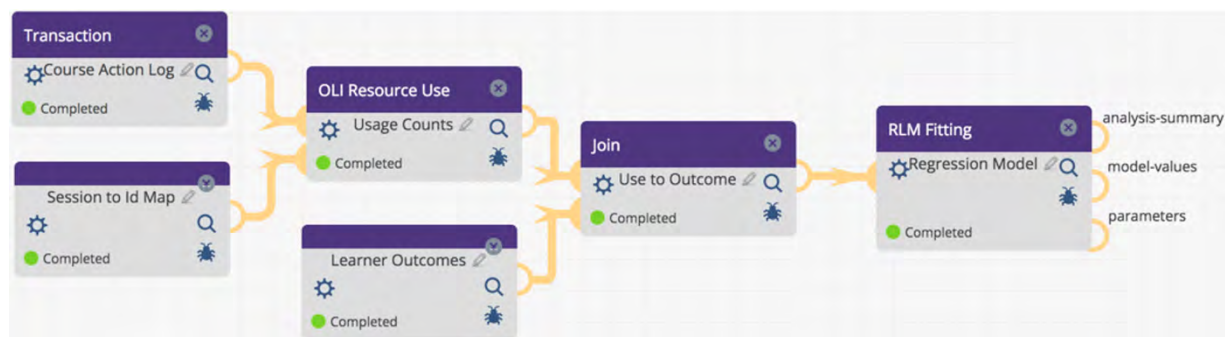 Transaction
Course Action Log
Completed
Session to Id Map
Completed
OLI Resource Use
Usage Counts
Completed
Learner Outcomes
Completed
Join
Use to Outcome
Completed
RLM Fitting
Regression Model
Completed
analysis-summary
model-values
parameters